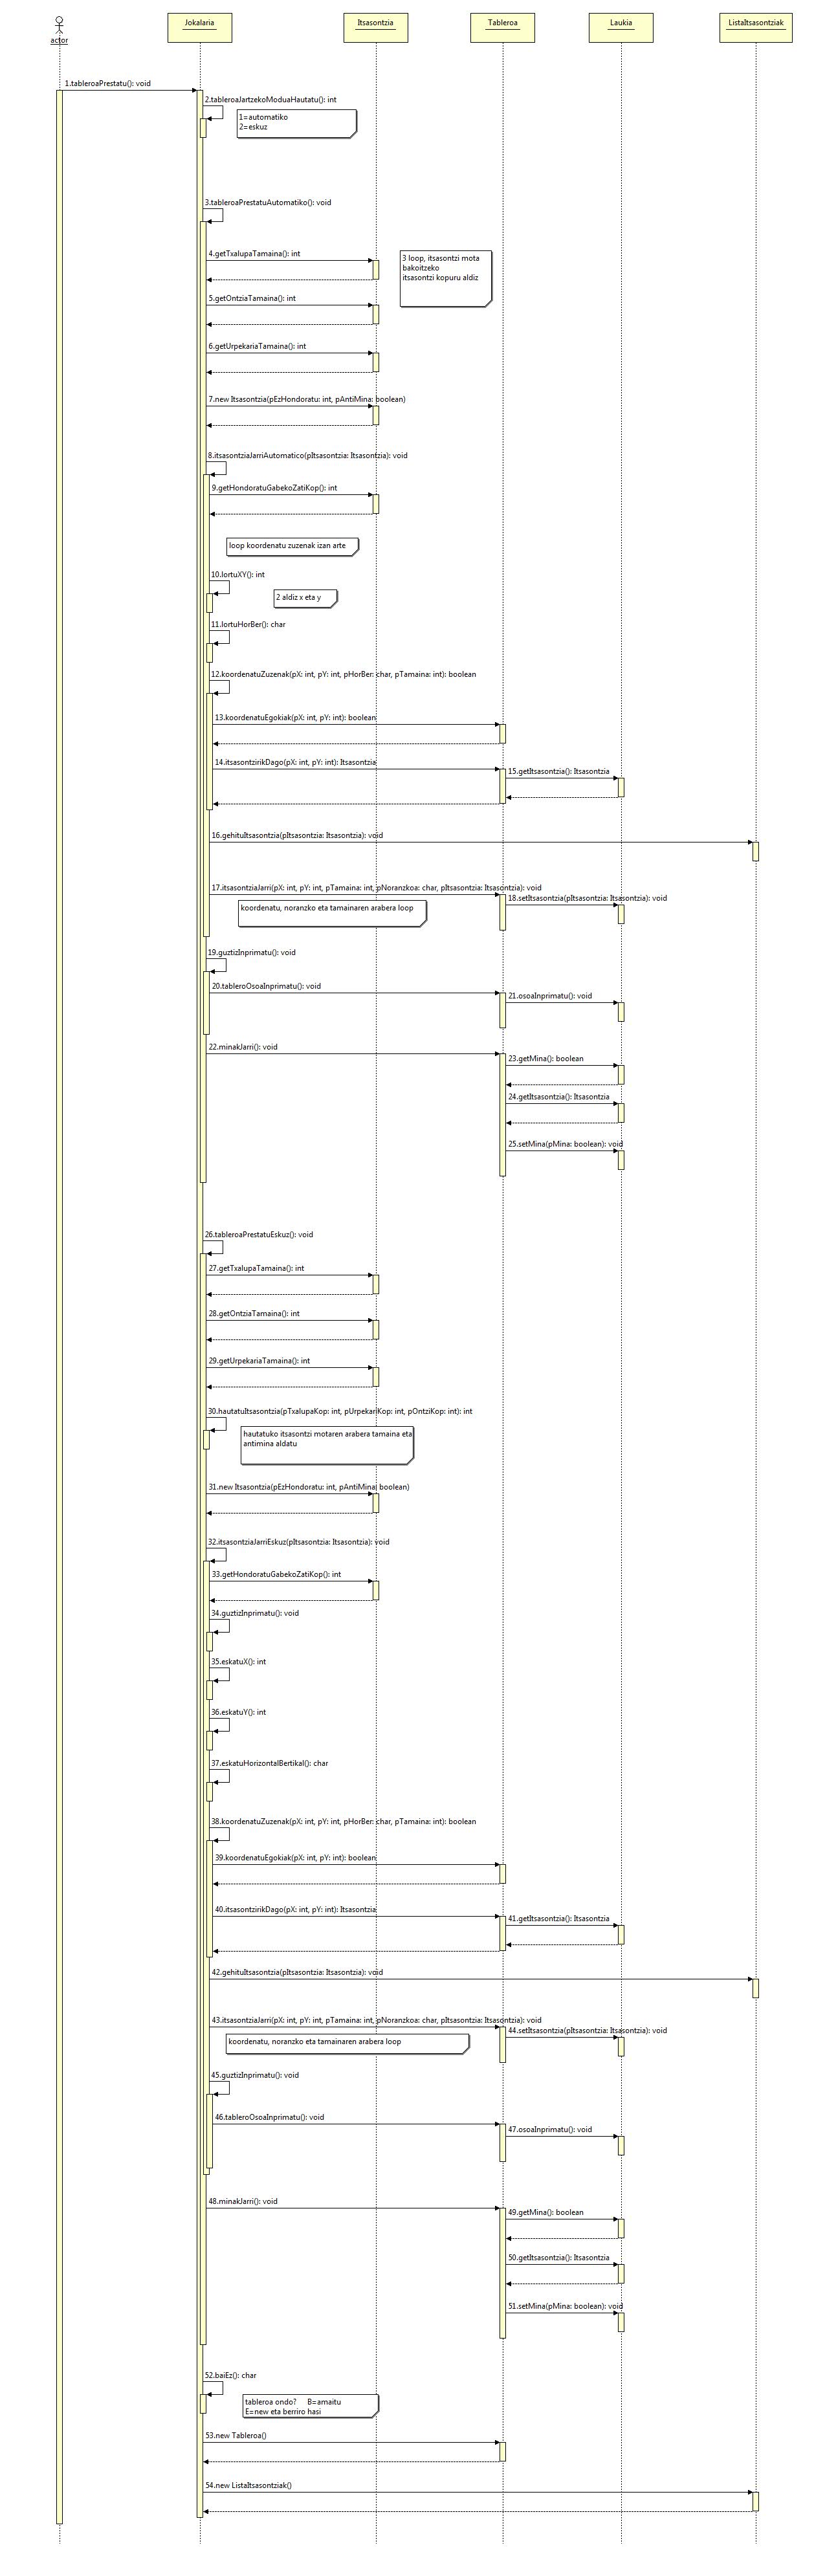 actor
Jokalaria
Itsasontzia
Tableroa
Laukia
ListaItsasontziak
1.tableroaPrestatu(): void
2.tableroaJartzekoModuaHautatu(): int
1=automatiko
2=eskuz
3.tableroaPrestatuAutomatiko(): void
4.getTxalupaTamaina(): int
3 loop, itsasontzi mota
bakoitzeko
itsasontzi kopuru aldiz
5.getOntziaTamaina(): int
6.getUrpekariaTamaina(): int
7.new Itsasontzia(pEzHondoratu: int, pAntiMina: boolean)
8.itsasontziaJarriAutomatico(pItsasontzia: Itsasontzia): void
9.getHondoratuGabekoZatiKop(): int
loop koordenatu zuzenak izan arte
10.lortuXY(): int
2 aldiz x eta y
11.lortuHorBer(): char
12.koordenatuZuzenak(pX: int, pY: int, pHorBer: char, pTamaina: int): boolean
13.koordenatuEgokiak(pX: int, pY: int): boolean
14.itsasontzirikDago(pX: int, pY: int): Itsasontzia
15.getItsasontzia(): Itsasontzia
16.gehituItsasontzia(pItsasontzia: Itsasontzia): void
17.itsasontziaJarri(pX: int, pY: int, pTamaina: int, pNoranzkoa: char, pItsasontzia: Itsasontzia): void
18.setItsasontzia(pItsasontzia: Itsasontzia): void
koordenatu, noranzko eta tamainaren arabera loop
19.guztizInprimatu(): void
20.tableroOsoaInprimatu(): void
21.osoaInprimatu(): void
22.minakJarri(): void
23.getMina(): boolean
24.getItsasontzia(): Itsasontzia
25.setMina(pMina: boolean): void
26.tableroaPrestatuEskuz(): void
27.getTxalupaTamaina(): int
28.getOntziaTamaina(): int
29.getUrpekariaTamaina(): int
30.hautatuItsasontzia(pTxalupaKop: int, pUrpekariKop: int, pOntziKop: int): int
hautatuko itsasontzi motaren arabera tamaina eta
antimina aldatu
31.new Itsasontzia(pEzHondoratu: int, pAntiMina: boolean)
32.itsasontziaJarriEskuz(pItsasontzia: Itsasontzia): void
33.getHondoratuGabekoZatiKop(): int
34.guztizInprimatu(): void
35.eskatuX(): int
36.eskatuY(): int
37.eskatuHorizontalBertikal(): char
38.koordenatuZuzenak(pX: int, pY: int, pHorBer: char, pTamaina: int): boolean
39.koordenatuEgokiak(pX: int, pY: int): boolean
40.itsasontzirikDago(pX: int, pY: int): Itsasontzia
41.getItsasontzia(): Itsasontzia
42.gehituItsasontzia(pItsasontzia: Itsasontzia): void
43.itsasontziaJarri(pX: int, pY: int, pTamaina: int, pNoranzkoa: char, pItsasontzia: Itsasontzia): void
44.setItsasontzia(pItsasontzia: Itsasontzia): void
koordenatu, noranzko eta tamainaren arabera loop
45.guztizInprimatu(): void
46.tableroOsoaInprimatu(): void
47.osoaInprimatu(): void
48.minakJarri(): void
49.getMina(): boolean
50.getItsasontzia(): Itsasontzia
51.setMina(pMina: boolean): void
52.baiEz(): char
tableroa ondo? B=amaitu
E=new eta berriro hasi
53.new Tableroa()
54.new ListaItsasontziak()